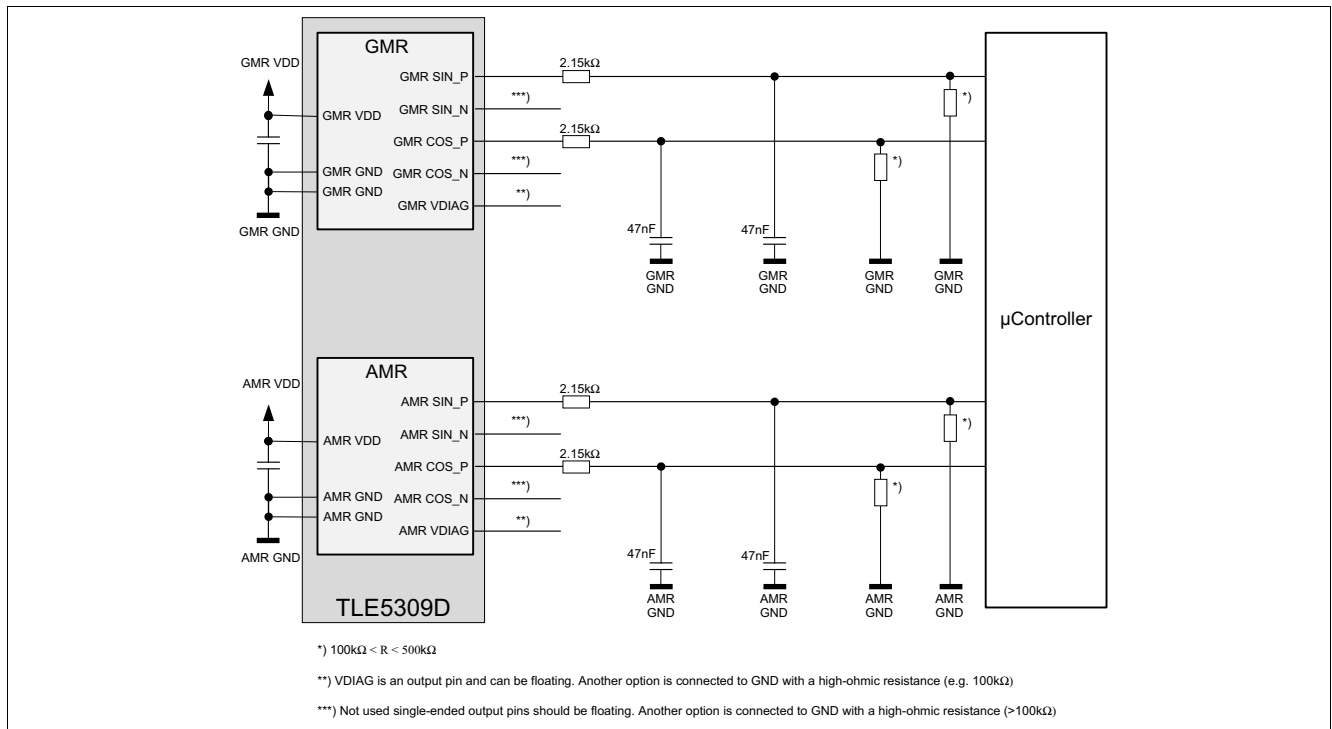 GMR
GMR VDD
GMR SIN_P
2.15kΩ
***)
GMR SIN_N
*)
GMR VDD
2.15kΩ
GMR COS_P
***)
*)
GMR GND
GMR COS_N
**)
GMR GND
GMR VDIAG
GMR GND
47nF
47nF
GMR
GND
GMR
GND
GMR
GND
GMR
GND
µController
AMR
AMR VDD
2.15kΩ
AMR SIN_P
***)
*)
AMR SIN_N
AMR VDD
2.15kΩ
AMR COS_P
***)
*)
AMR GND
AMR COS_N
**)
AMR GND
AMR VDIAG
AMR GND
47nF
47nF
AMR
GND
AMR
GND
AMR
GND
AMR
GND
TLE5309D
*) 100kΩ < R < 500kΩ
**) VDIAG is an output pin and can be floating. Another option is connected to GND with a high-ohmic resistance (e.g. 100kΩ)
***) Not used single-ended output pins should be floating. Another option is connected to GND with a high-ohmic resistance (>100kΩ)